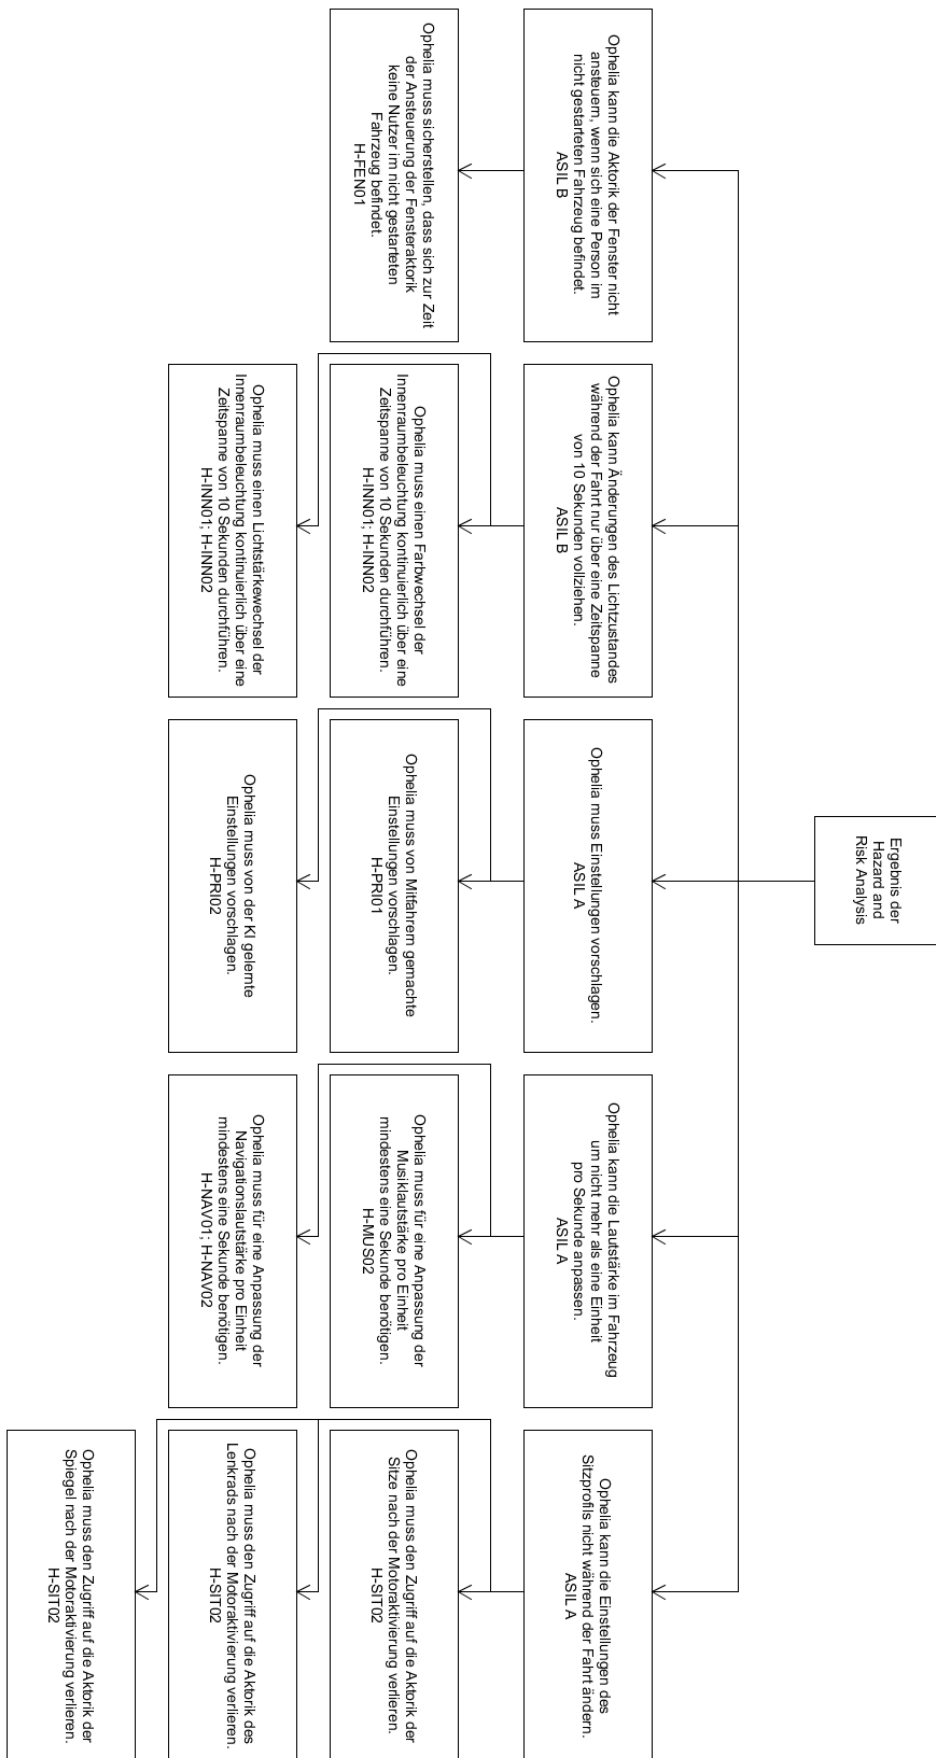 Ergebnis der
Hazard and
Risk Analysis
Ophelia kann die Aktorik der Fenster nicht
ansteuern, wenn sich eine Person im
nicht gestarteten Fahrzeug befindet.
ASIL B
Ophelia muss sicherstellen, dass sich zur Zeit
der Ansteuerung der Fensteraktorik
keine Nutzer im nicht gestarteten
Fahrzeug befindet.
H-FEN01
Ophelia kann Änderungen des Lichtzustandes
während der Fahrt nur über eine Zeitspanne
von 10 Sekunden vollziehen.
ASIL B
Ophelia muss einen Farbwechsel der
Innenraumbeleuchtung kontinuierlich über eine
Zeitspanne von 10 Sekunden durchführen.
H-INN01; H-INN02
Ophelia muss einen Lichtstärkewechsel der
Innenraumbeleuchtung kontinuierlich über eine
Zeitspanne von 10 Sekunden durchführen.
H-INN01; H-INN02
Ophelia muss Einstellungen vorschlagen.
ASIL A
Ophelia muss von Mitfahrern gemachte
Einstellungen vorschlagen.
H-PRI01
Ophelia muss von der KI gelernte
Einstellungen vorschlagen.
H-PRI02
Ophelia kann die Lautstärke im Fahrzeug
um nicht mehr als eine Einheit
pro Sekunde anpassen.
ASIL A
Ophelia muss für eine Anpassung der
Musiklautstärke pro Einheit
mindestens eine Sekunde benötigen.
H-MUS02
Ophelia muss für eine Anpassung der
Navigationslautstärke pro Einheit
mindestens eine Sekunde benötigen.
H-NAV01; H-NAV02
Ophelia kann die Einstellungen des
Sitzprofils nicht während der Fahrt ändern.
ASIL A
Ophelia muss den Zugriff auf die Aktorik der
Sitze nach der Motoraktivierung verlieren.
H-SIT02
Ophelia muss den Zugriff auf die Aktorik des
Lenkrads nach der Motoraktivierung verlieren.
H-SIT02
Ophelia muss den Zugriff auf die Aktorik der
Spiegel nach der Motoraktivierung verlieren.
H-SIT02